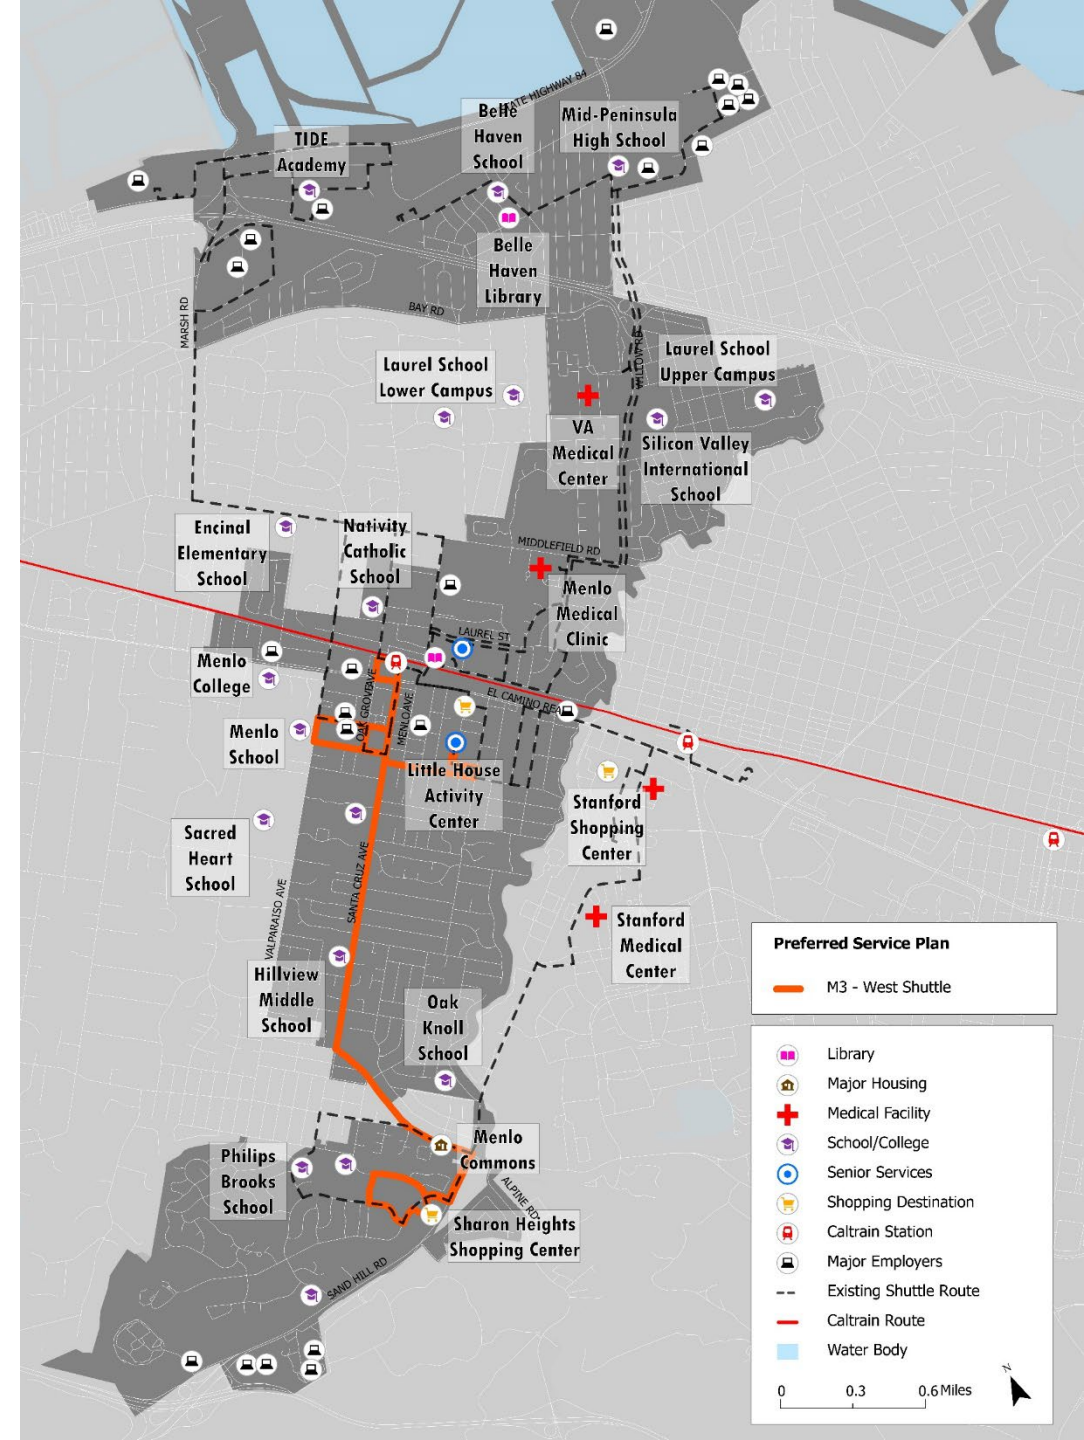 STATE HIGHWAY 84
Belle
Haven
School
Mid-Peninsula
High School
TIDE
Academy
Belle
Haven
Library
BAY RD
MARSH RD
WILLOW RD
Laurel School
Lower Campus
Laurel School
Upper Campus
VA
Medical
Center
Silicon Valley
International
School
Encinal
Elementary
School
Nativity
Catholic
School
MIDDLEFIELD RD
Menlo
Medical
Clinic
LAUREL ST
Menlo
College
OAK GROVE AVE
MENLO AVE
EL CAMINO REAL
Menlo
School
Little House
Activity
Center
Stanford
Shopping
Center
Sacred
Heart
School
SANTA CRUZ AVE
VALPARAISO AVE
Stanford
Medical
Center
Hillview
Middle
School
Oak
Knoll
School
Menlo
Commons
Philips
Brooks
School
ALPINE RD
Sharon Heights
Shopping Center
SAND HILL RD
Preferred Service Plan
M3 - West Shuttle
Library
Major Housing
Medical Facility
School/College
Senior Services
Shopping Destination
Caltrain Station
Major Employers
Existing Shuttle Route
Caltrain Route
Water Body
N
0 0.3 0.6 Miles